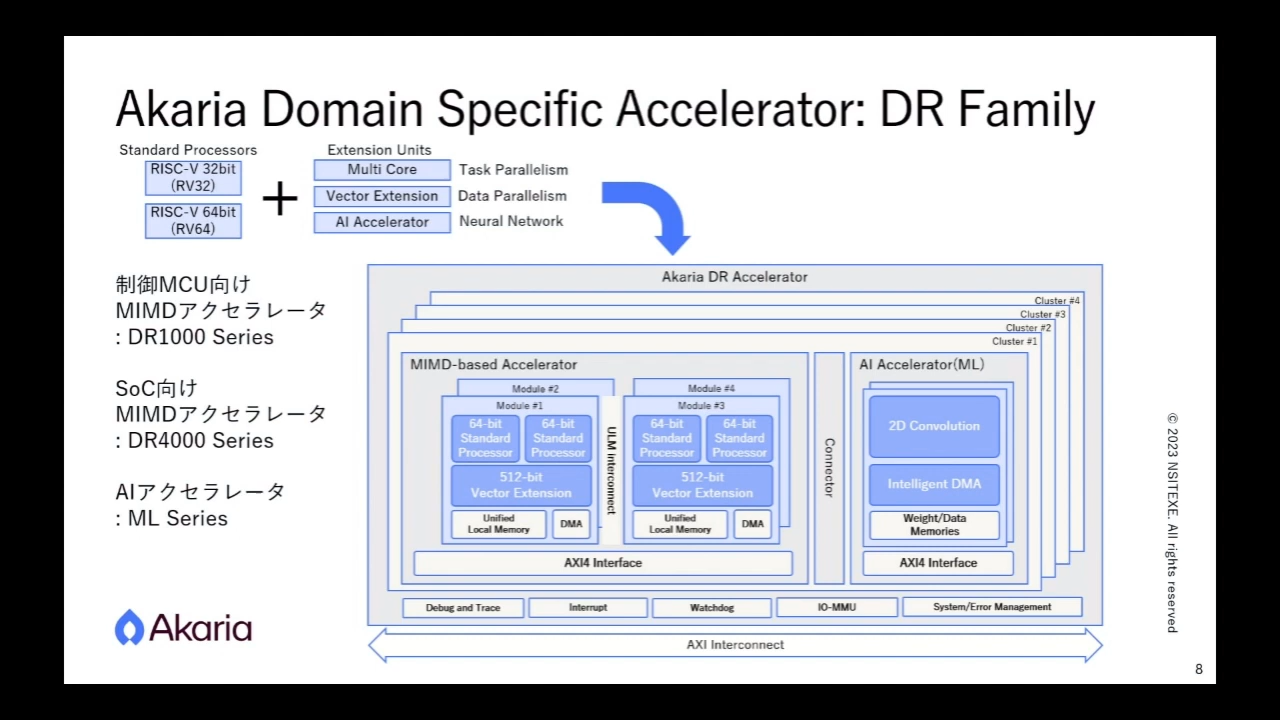 Akaria Domain Specific Accelerator: DR Family
Standard Processors
RISC-V 32bit
(RV32)
RISC-V 64bit
(RV64)
+
Extension Units
Multi Core
Task Parallelism
Vector Extension
Data Parallelism
AI Accelerator
Neural Network
制御MCU向け
MIMDアクセラレータ
: DR1000 Series
SoC向け
MIMDアクセラレータ
: DR4000 Series
AIアクセラレータ
: ML Series
Akaria DR Accelerator
Cluster #4
Cluster #3
Cluster #2
Cluster #1
MIMD-based Accelerator
Module #2
Module #1
64-bit
Standard
Processor
64-bit
Standard
Processor
512-bit
Vector Extension
Unified
Local Memory
DMA
ULM interconnect
Module #4
Module #3
64-bit
Standard
Processor
64-bit
Standard
Processor
512-bit
Vector Extension
Unified
Local Memory
DMA
AXI4 Interface
Connector
AI Accelerator(ML)
2D Convolution
Intelligent DMA
Weight/Data
Memories
AXI4 Interface
Debug and Trace
Interrupt
Watchdog
IO-MMU
System/Error Management
AXI Interconnect
Akaria
© 2023 NSITEXE. All rights reserved
8